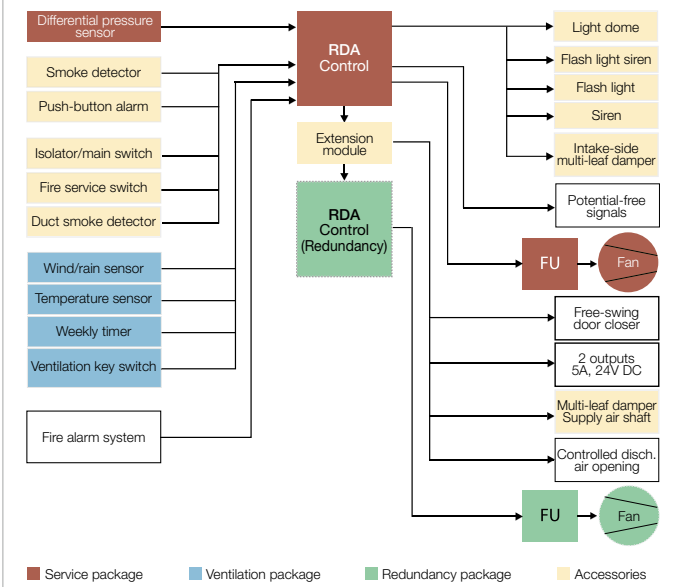 Differential pressure
sensor
Smoke detector
Push-button alarm
Isolator/main switch
Fire service switch
Duct smoke detector
Wind/rain sensor
Temperature sensor
Weekly timer
Ventilation key switch
Fire alarm system
RDA
Control
Extension
module
RDA
Control
(Redundancy)
Light dome
Flash light siren
Flash light
Siren
Intake-side
multi-leaf damper
Potential-free
signals
FU
Fan
Free-swing
door closer
2 outputs
5A, 24V DC
Multi-leaf damper
Supply air shaft
Controlled disch.
air opening
FU
Fan
Service package
Ventilation package
Redundancy package
Accessories